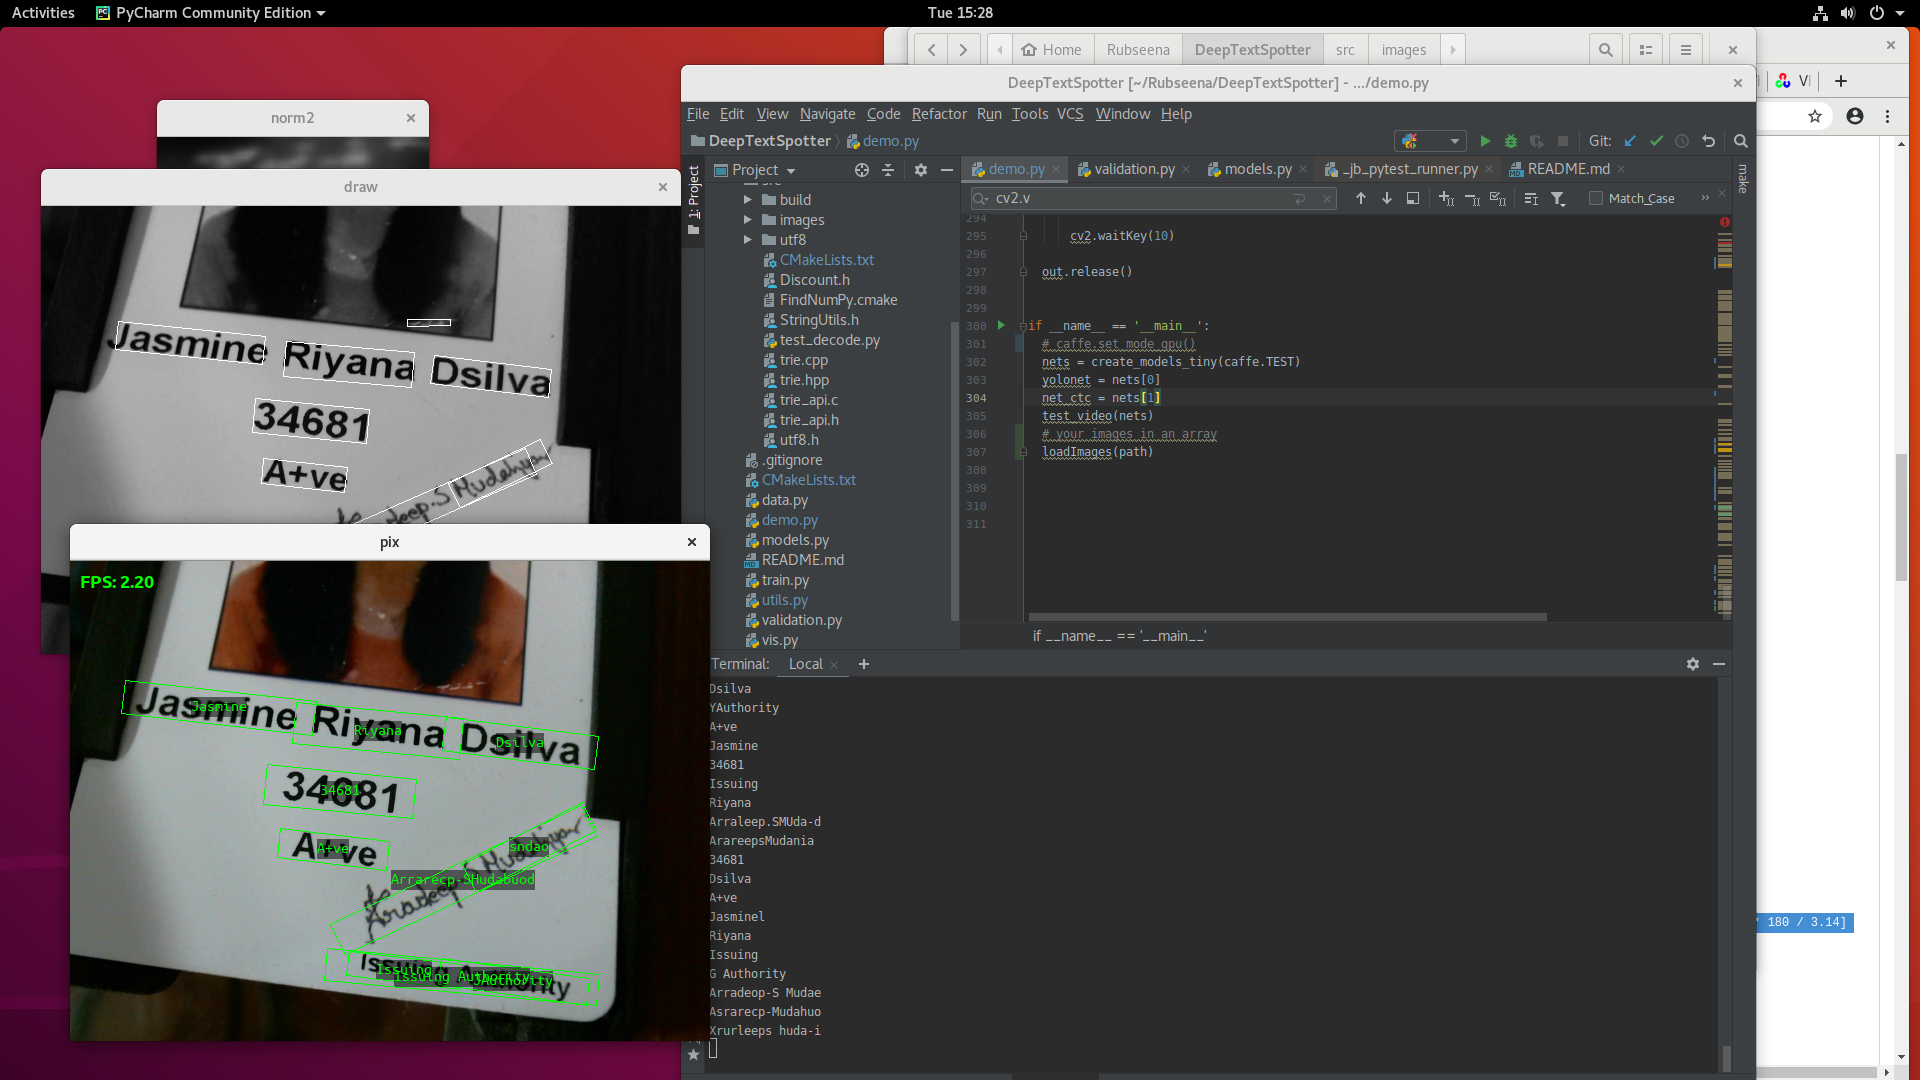 Activities PyCharm Community Edition Tue 15:28
Home Rubseena DeepTextSpotter src images
norm2
draw
Jasmine Riyana Dsilva
34681
A+ve
pix
FPS: 2.20
Jasmine Riyana Dsilva
Jasmine Riyana Dsilva
34681
34681
A+ve
A+ve
sndao
Arrarecp-SHudabuod
Issuing Authority
Issuing
Issuing Authority
JAuthority
DeepTextSpotter [~/Rubseena/DeepTextSpotter] - .../demo.py
File Edit View Navigate Code Refactor Run Tools VCS Window Help
DeepTextSpotter demo.py Git:
1: Project
Project
build
images
utf8
CMakeLists.txt
Discount.h
FindNumPy.cmake
StringUtils.h
test_decode.py
trie.cpp
trie.hpp
trie_api.c
trie_api.h
utf8.h
.gitignore
CMakeLists.txt
data.py
demo.py
models.py
README.md
train.py
utils.py
validation.py
vis.py
demo.py validation.py models.py _jb_pytest_runner.py README.md
make
cv2.v Match Case
294
295 cv2.waitKey(10)
296
297 out.release()
298
299
300 if __name__ == '__main__':
301 # caffe.set_mode_gpu()
302 nets = create_models_tiny(caffe.TEST)
303 yolonet = nets[0]
304 net_ctc = nets[1]
305 test_video(nets)
306 # your images in an array
307 loadImages(path)
308
309
310
311
if __name__ == '__main__'
Terminal: Local
Dsilva
YAuthority
A+ve
Jasmine
34681
Issuing
Riyana
Arraleep.SMUda-d
ArareepsMudania
34681
Dsilva
A+ve
Jasminel
Riyana
Issuing
G Authority
Arradeop-S Mudae
Asrarecp-Mudahuo
Xrurleeps huda-i
180 / 3.14]